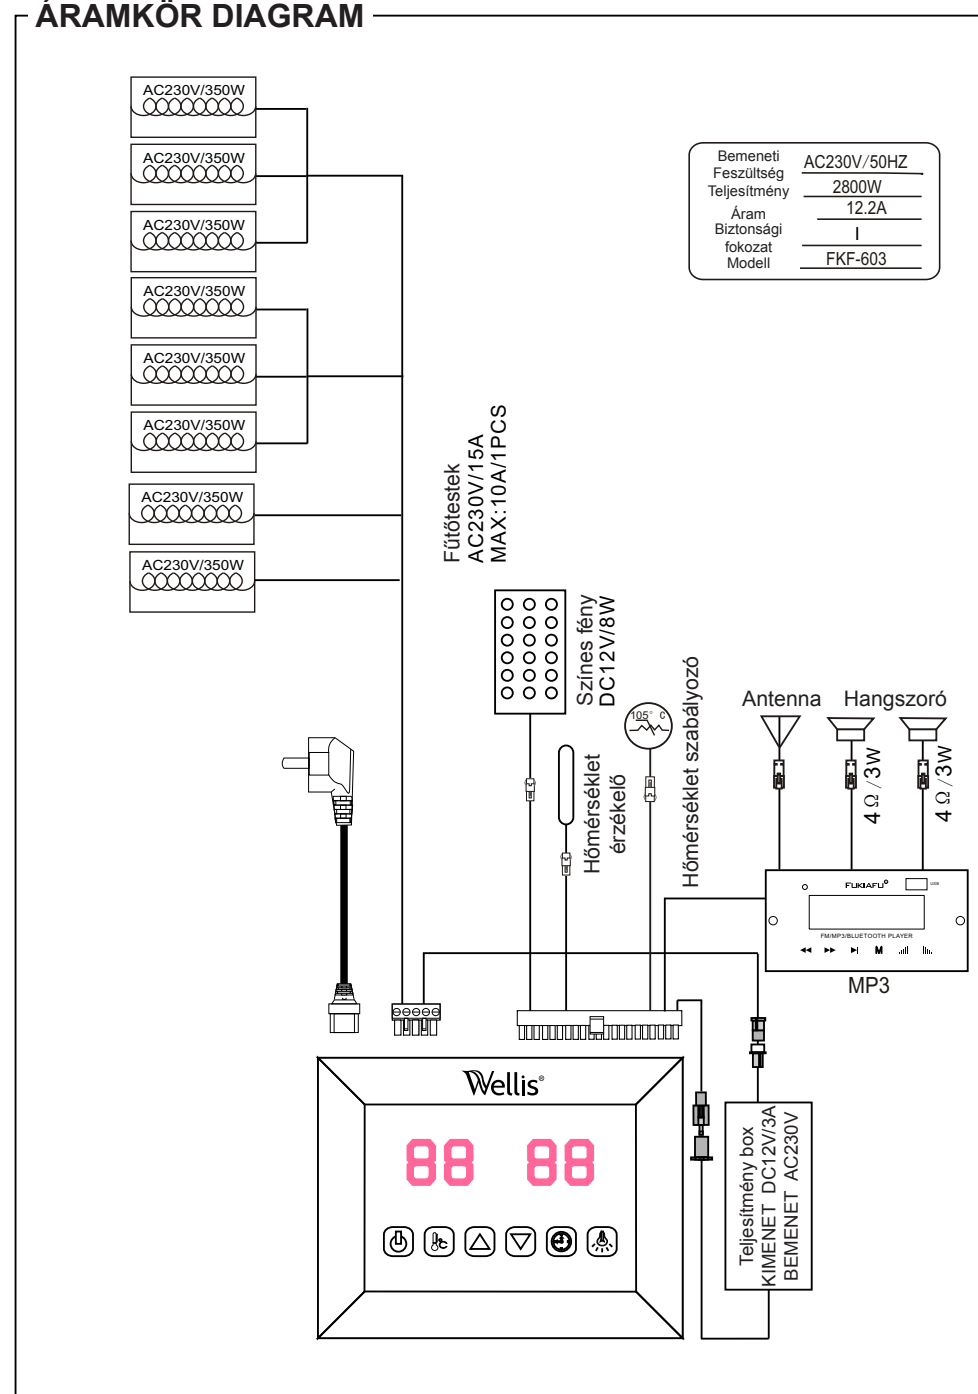 ÁRAMKÖR DIAGRAM
AC230V/350W
AC230V/350W
AC230V/350W
AC230V/350W
AC230V/350W
AC230V/350W
AC230V/350W
AC230V/350W
Bemeneti
Feszültség AC230V/50HZ
Teljesítmény 2800W
Áram 12.2A
Biztonsági
fokozat I
Modell FKF-603
Fűtőtestek
AC230V/15A
MAX:10A/1PCS
Színes fény
DC12V/8W
Hőmérséklet
érzékelő
105° C
Hőmérséklet szabályozó
Antenna
Hangszoró
4 Ω/3W
4 Ω/3W
FUKIAFU
USB
FM/MP3/BLUETOOTH PLAYER
M
MP3
Wellis®
88 88
°C
Teljesítmény box
KIMENET DC12V/3A
BEMENET AC230V